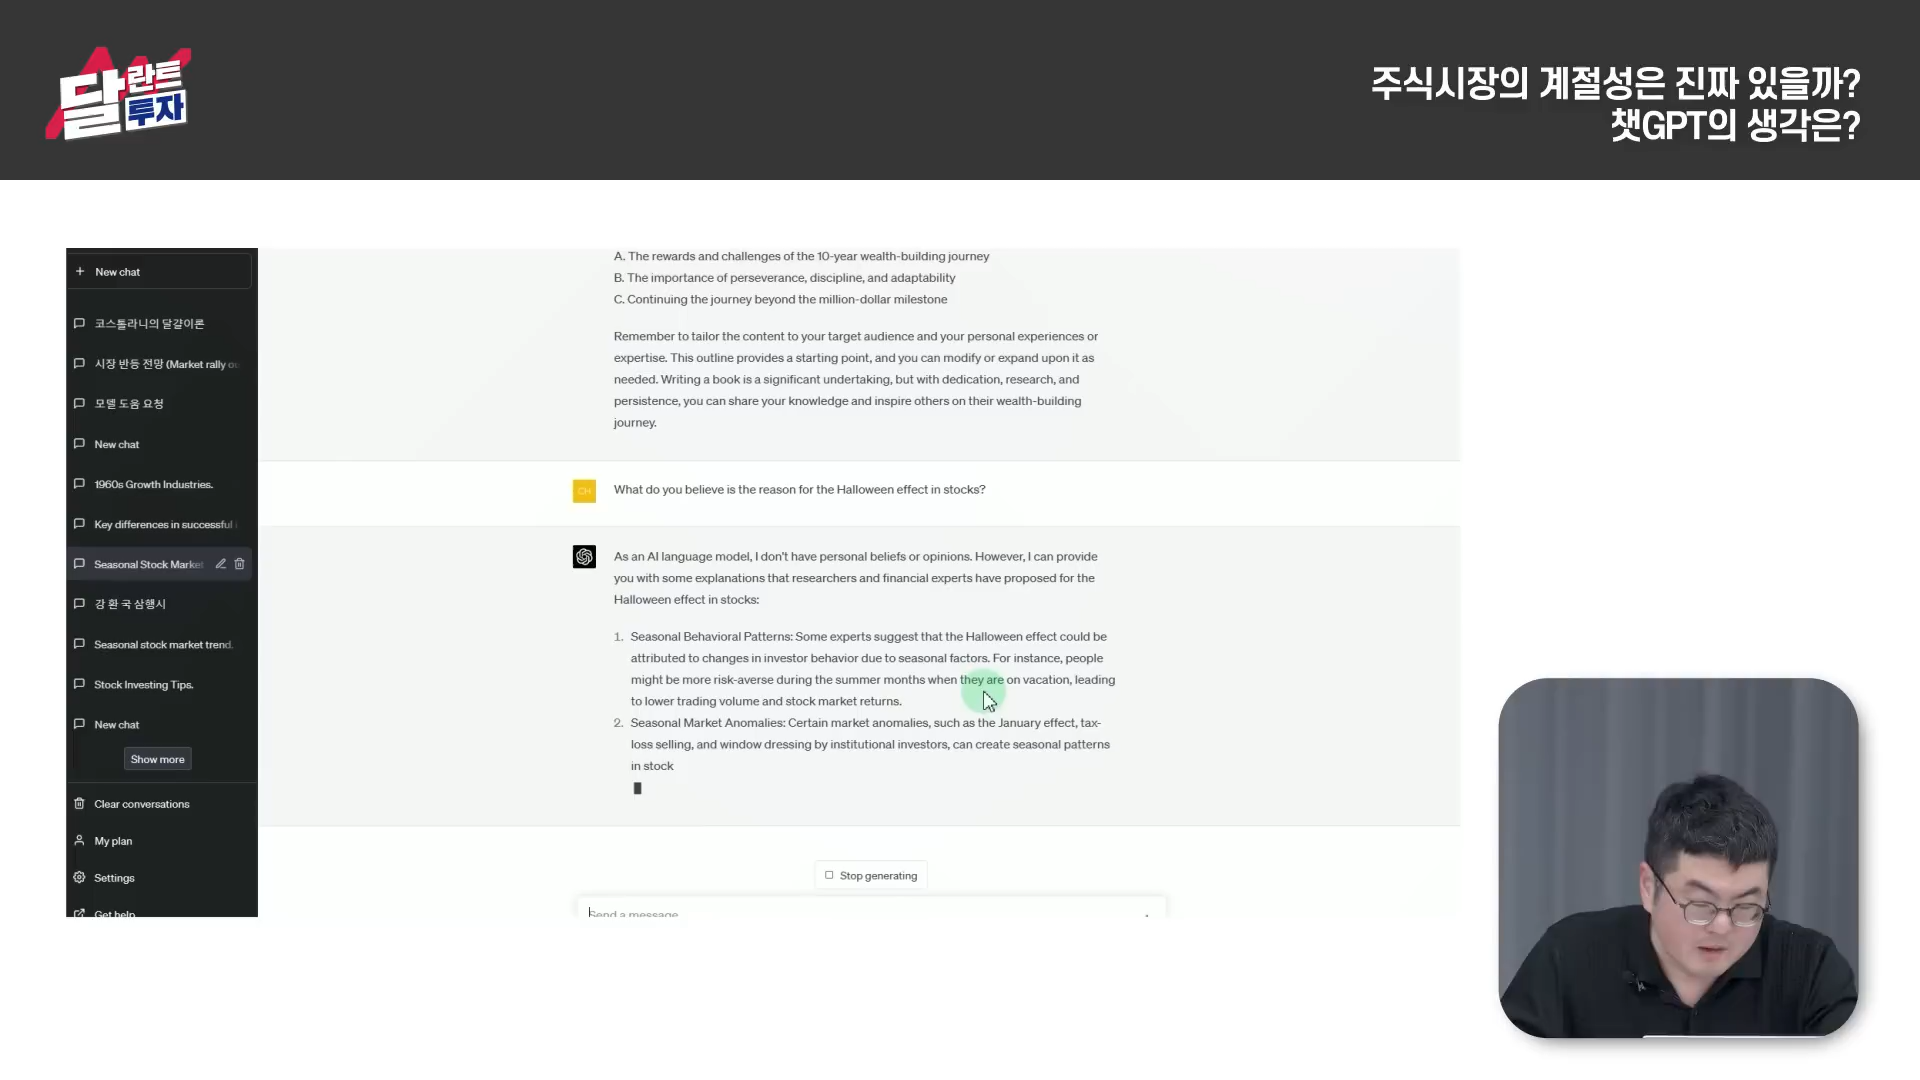 달란트
투자
주식시장의 계절성은 진짜 있을까?
챗GPT의 생각은?
+ New chat
코스톨라니의 달걀이론
시장 반등 전망 (Market rally ou
모델 도움 요청
New chat
1960s Growth Industries.
Key differences in successful i
Seasonal Stock Market
강 환 국 삼행시
Seasonal stock market trend.
Stock Investing Tips.
New chat
Show more
Clear conversations
My plan
Settings
Get help
A. The rewards and challenges of the 10-year wealth-building journey
B. The importance of perseverance, discipline, and adaptability
C. Continuing the journey beyond the million-dollar milestone
Remember to tailor the content to your target audience and your personal experiences or
expertise. This outline provides a starting point, and you can modify or expand upon it as
needed. Writing a book is a significant undertaking, but with dedication, research, and
persistence, you can share your knowledge and inspire others on their wealth-building
journey.
CH
What do you believe is the reason for the Halloween effect in stocks?
As an AI language model, I don't have personal beliefs or opinions. However, I can provide
you with some explanations that researchers and financial experts have proposed for the
Halloween effect in stocks:
1. Seasonal Behavioral Patterns: Some experts suggest that the Halloween effect could be
attributed to changes in investor behavior due to seasonal factors. For instance, people
might be more risk-averse during the summer months when they are on vacation, leading
to lower trading volume and stock market returns.
2. Seasonal Market Anomalies: Certain market anomalies, such as the January effect, tax-
loss selling, and window dressing by institutional investors, can create seasonal patterns
in stock
Stop generating
Send a message